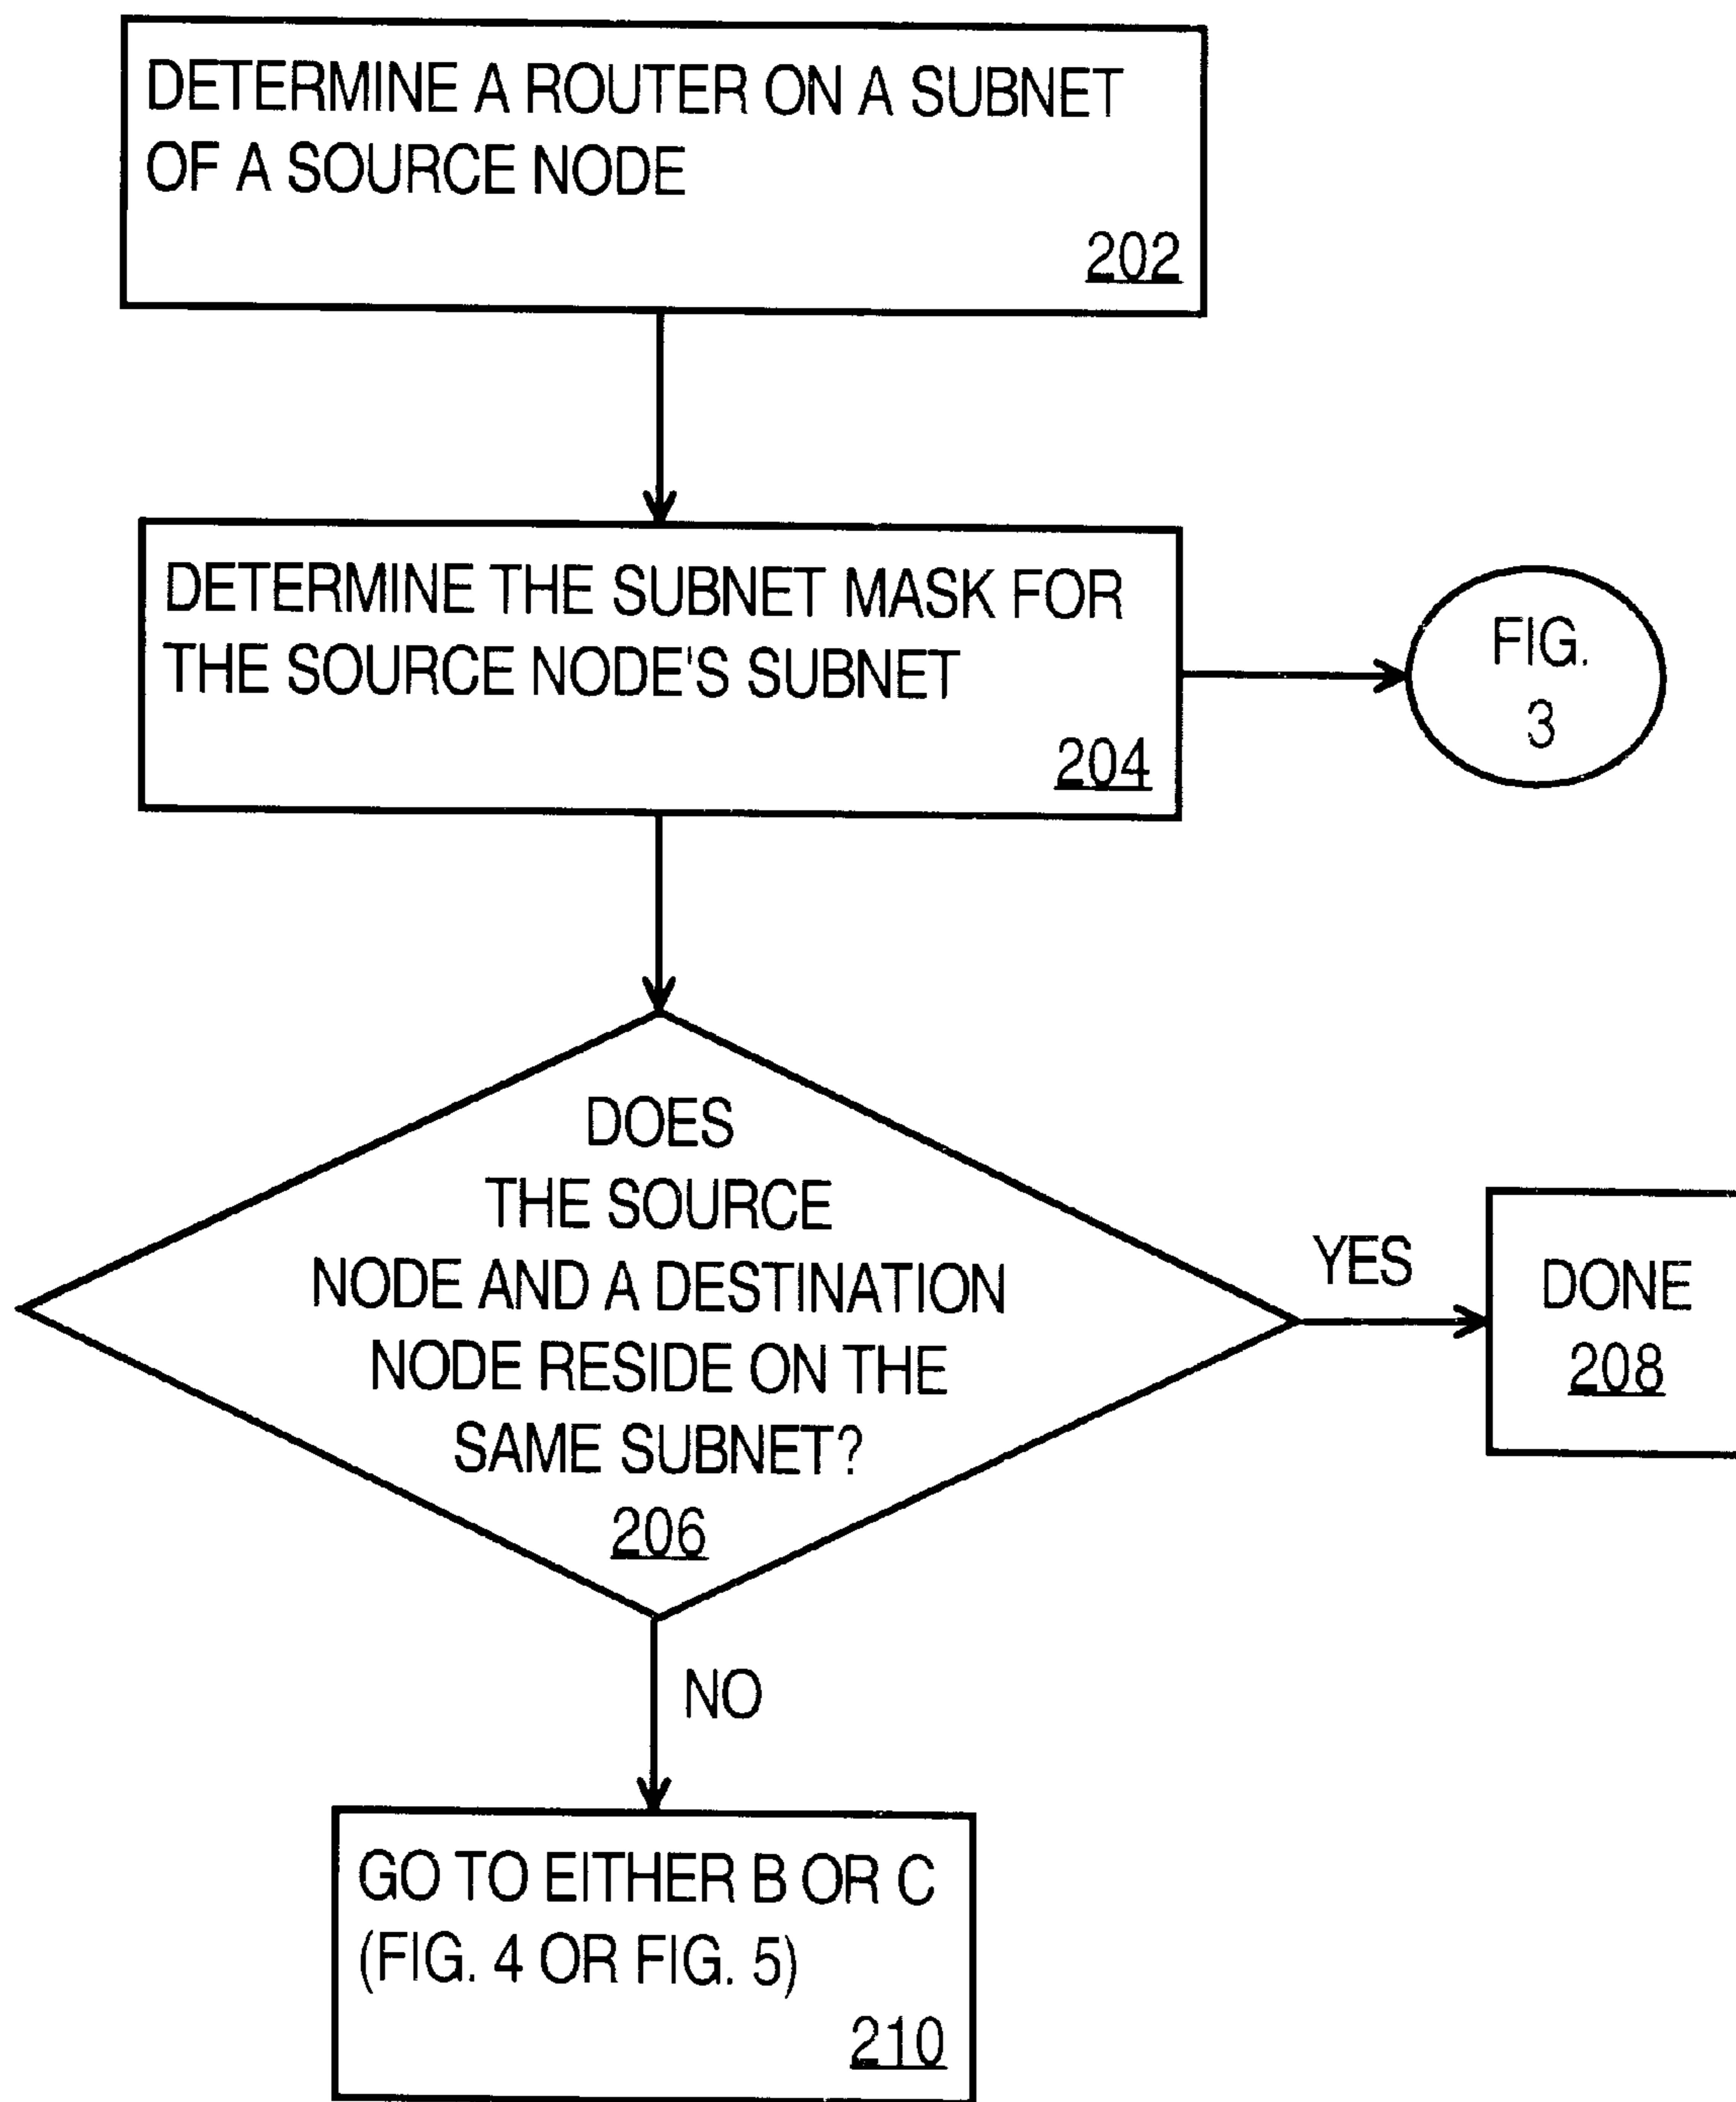 DETERMINE A ROUTER ON A SUBNET
OF A SOURCE NODE
202
DETERMINE THE SUBNET MASK FOR
THE SOURCE NODE'S SUBNET
204
FIG.
3
DOES
THE SOURCE
NODE AND A DESTINATION
NODE RESIDE ON THE
SAME SUBNET?
206
YES
DONE
208
NO
GO TO EITHER B OR C
(FIG. 4 OR FIG. 5)
210